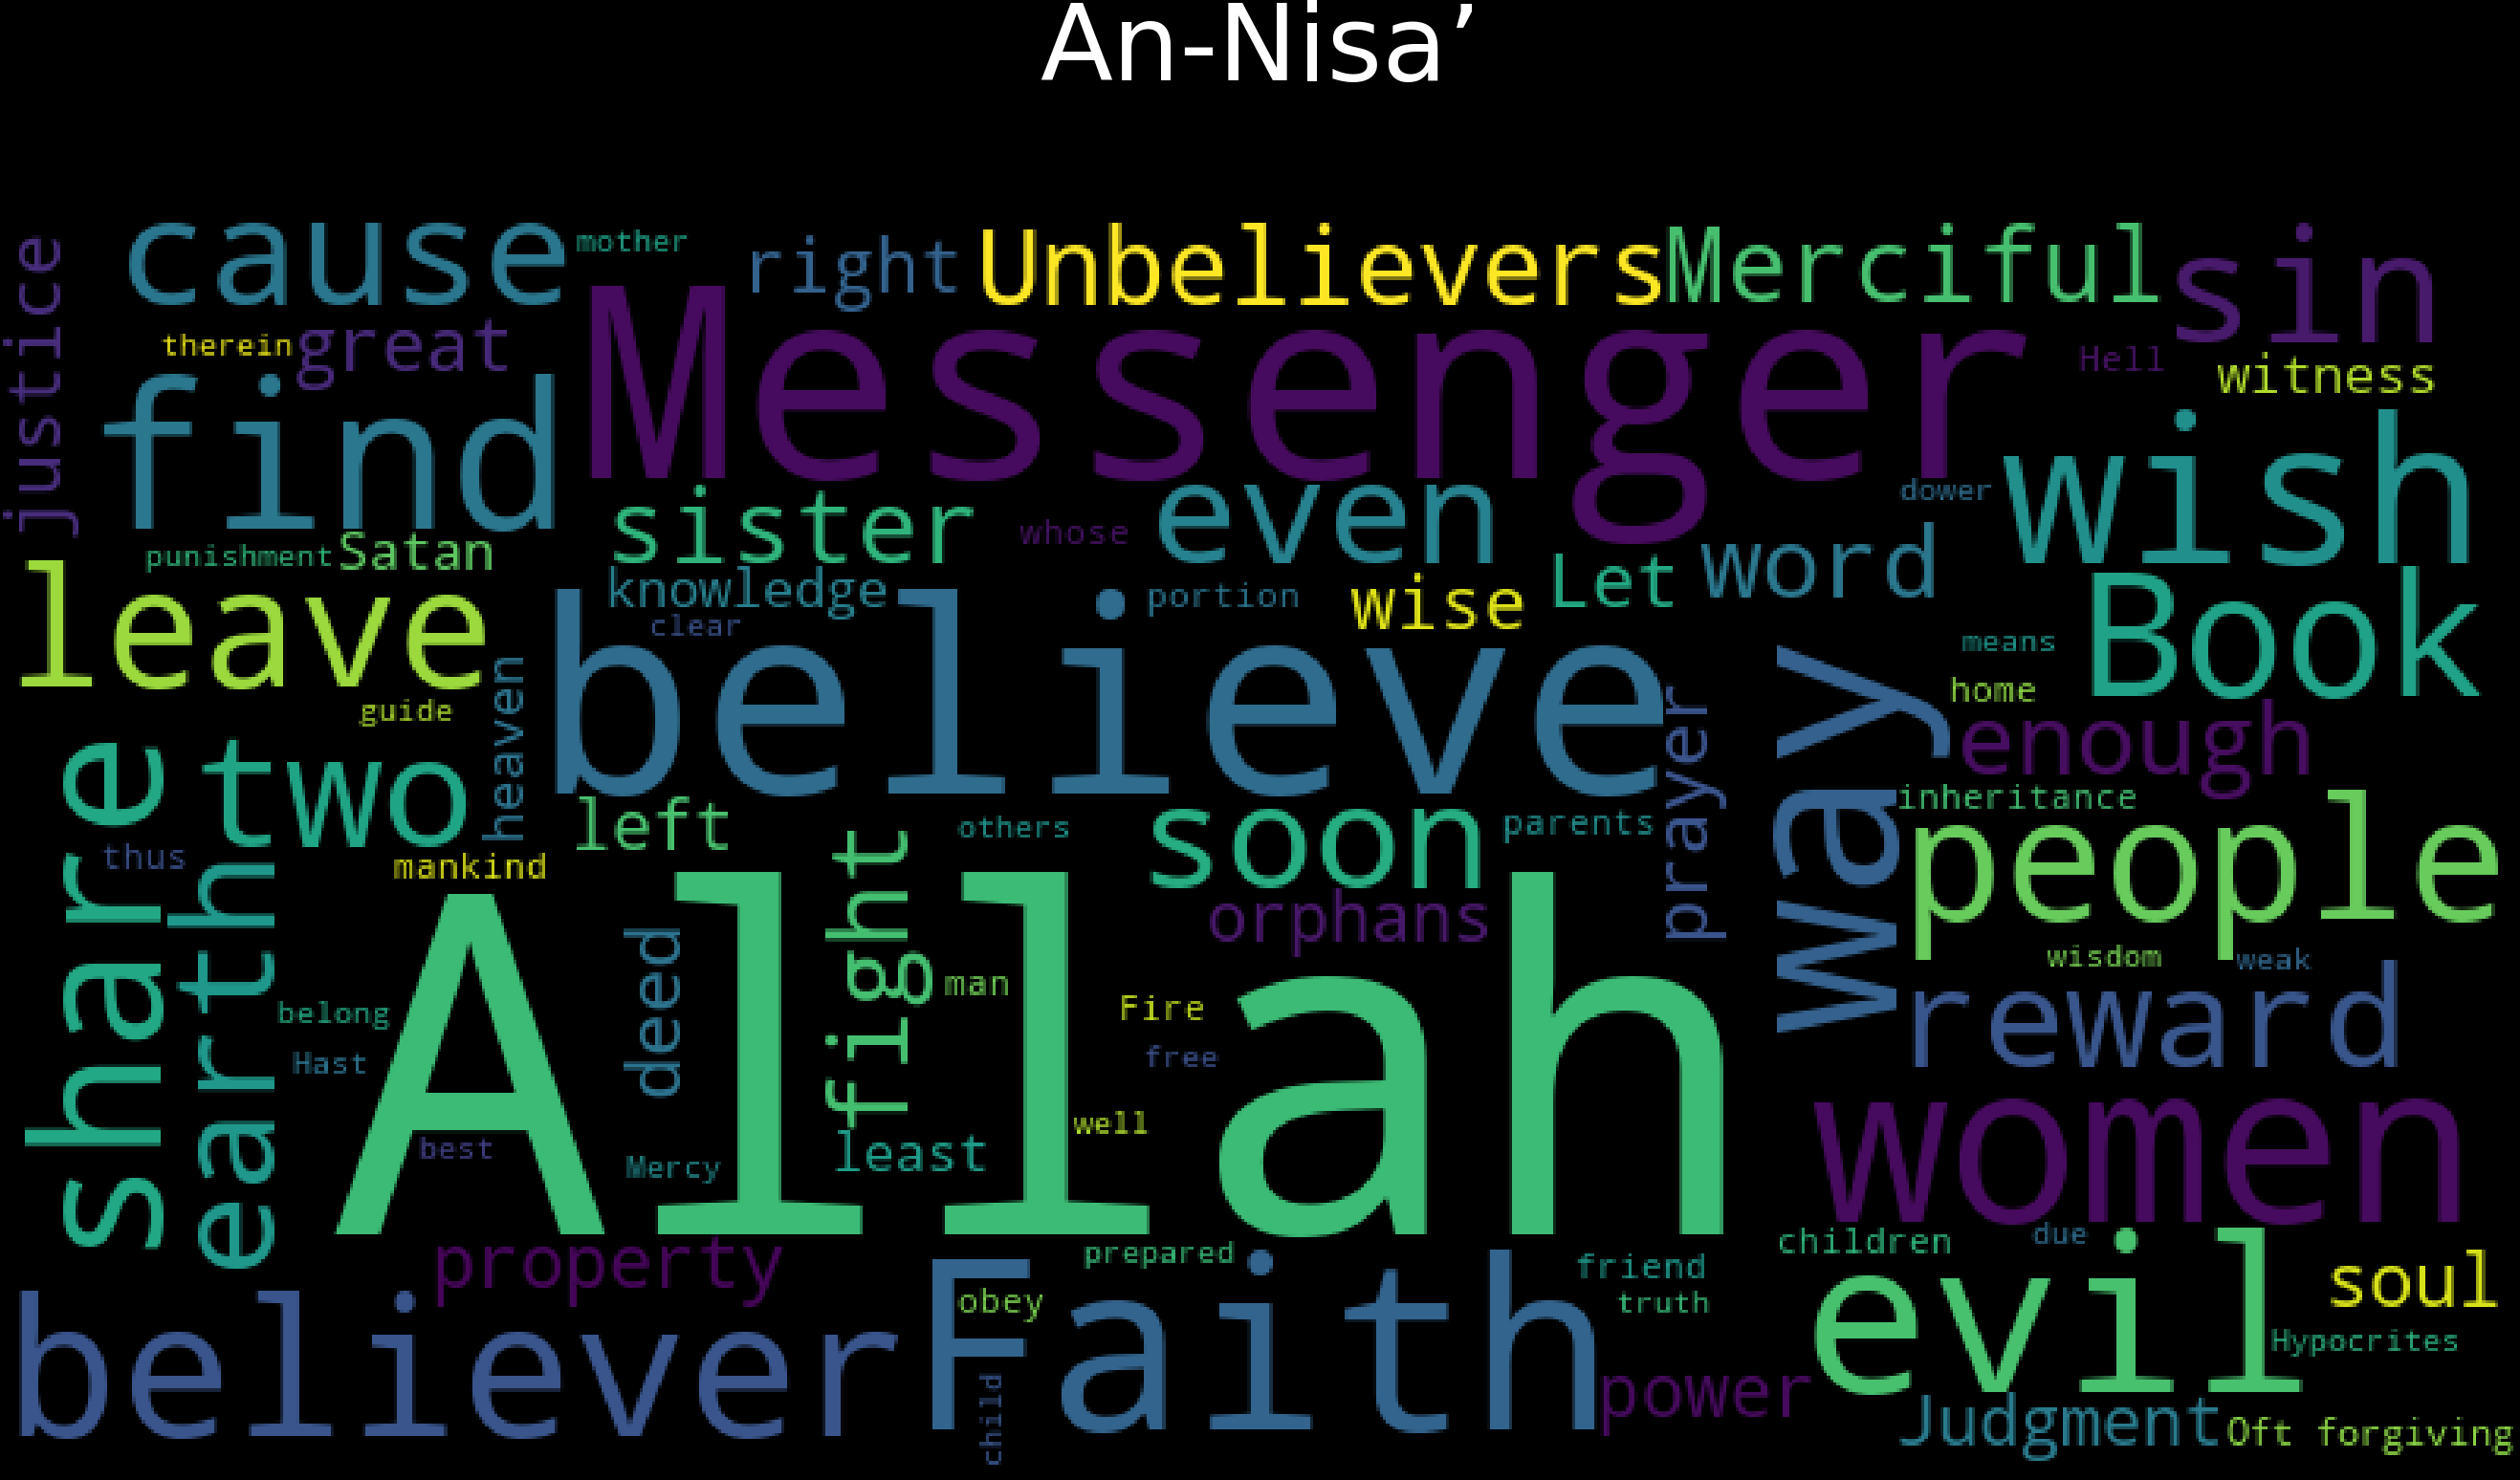 An-Nisa’
cause
mother
right
Unbelievers
Merciful
sin
justice
therein
great
Messenger
Hell
witness
find
wish
dower
sister
whose
even
word
punishment
Satan
Let
leave
knowledge
portion
wise
Book
clear
believe
means
home
guide
heaven
prayer
way
enough
share
two
left
others
soon
parents
inheritance
people
thus
mankind
earth
fight
orphans
wisdom
weak
deed
man
belong
Fire
reward
Hast
free
Allah
well
women
best
Mercy
least
property
prepared
friend
children
due
evil
soul
obey
truth
believer
Faith
Hypocrites
child
power
Judgment
Oft forgiving